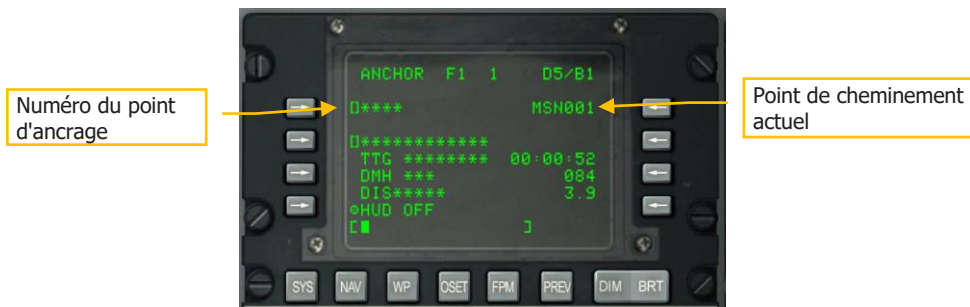 ANCHOR F1 1 D5/B1
Numéro du point
d'ancrage
[]**** MSN001
Point de cheminement
actuel
[]************
TTG ******** 00:00:52
DMH *** 084
DIS***** 3.9
⊙HUD OFF
[█ ]
SYS NAV WP OSET FPM PREV DIM BRT